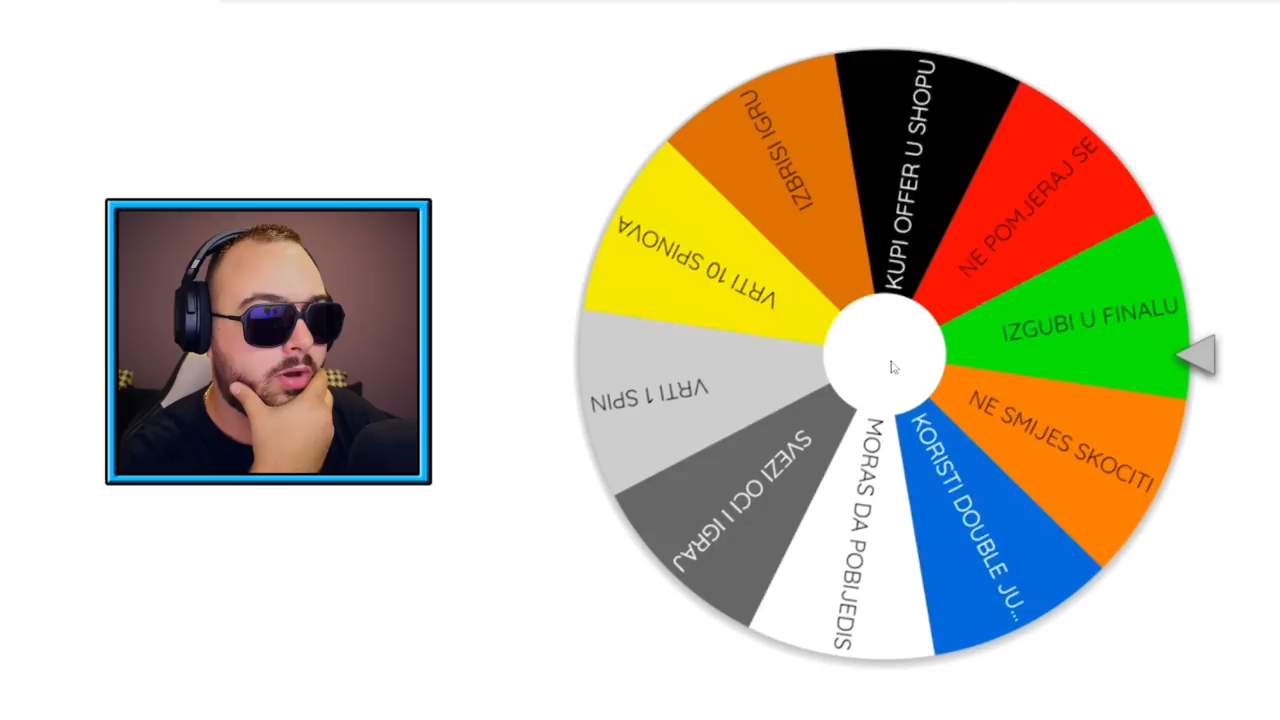 KUPI OFFER U SHOPU
NE POMJERAJ SE
IZGUBI U FINALU
NE SMIJES SKOCITI
KORISTI DOUBLE JU...
MORAS DA POBIJEDIS
SVEZI OCI I IGRAJ
VRTI 1 SPIN
VRTI 10 SPINOVA
IZBRISI IGRU